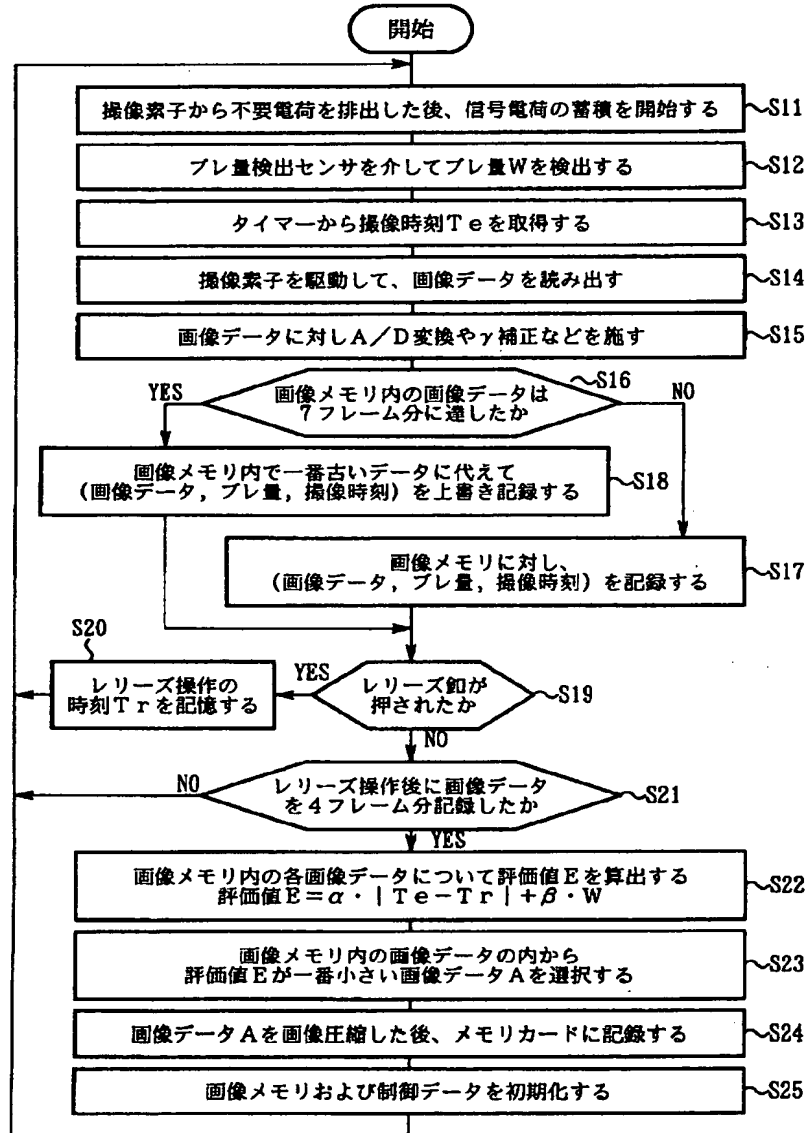 開始
撮像素子から不要電荷を排出した後、信号電荷の蓄積を開始する
S11
ブレ量検出センサを介してブレ量Wを検出する
S12
タイマーから撮像時刻Teを取得する
S13
撮像素子を駆動して、画像データを読み出す
S14
画像データに対しA/D変換やγ補正などを施す
S15
画像メモリ内の画像データは
7フレーム分に達したか
S16
YES
NO
画像メモリ内で一番古いデータに代えて
(画像データ,ブレ量,撮像時刻)を上書き記録する
S18
画像メモリに対し、
(画像データ,ブレ量,撮像時刻)を記録する
S17
S20
レリーズ操作の
時刻Trを記憶する
YES
レリーズ釦が
押されたか
S19
NO
NO
レリーズ操作後に画像データ
を4フレーム分記録したか
S21
YES
画像メモリ内の各画像データについて評価値Eを算出する
評価値E=α・|Te-Tr|+β・W
S22
画像メモリ内の画像データの内から
評価値Eが一番小さい画像データAを選択する
S23
画像データAを画像圧縮した後、メモリカードに記録する
S24
画像メモリおよび制御データを初期化する
S25